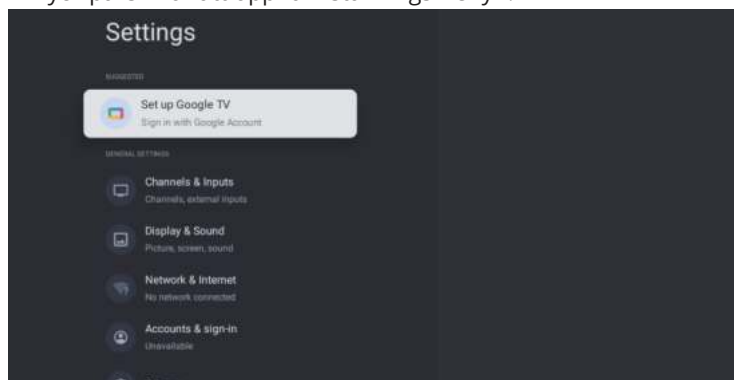 Settings
SUGGESTED
Set up Google TV
Sign in with Google Account
GENERAL SETTINGS
Channels & Inputs
Channels, external inputs
Display & Sound
Picture, screen, sound
Network & Internet
No network connected
Accounts & sign-in
Unavailable